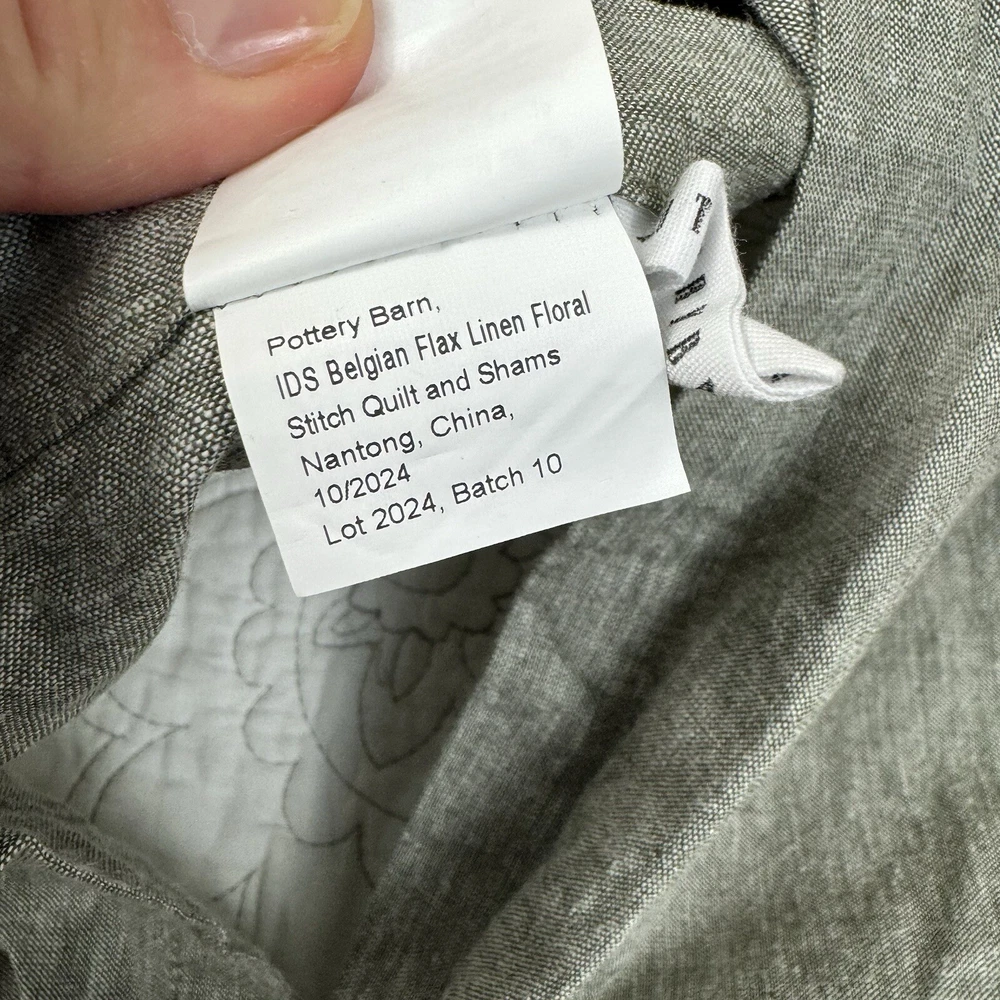 Pottery Barn,
IDS Belgian Flax Linen Floral
Stitch Quilt and Shams
Nantong, China,
10/2024
Lot 2024, Batch 10